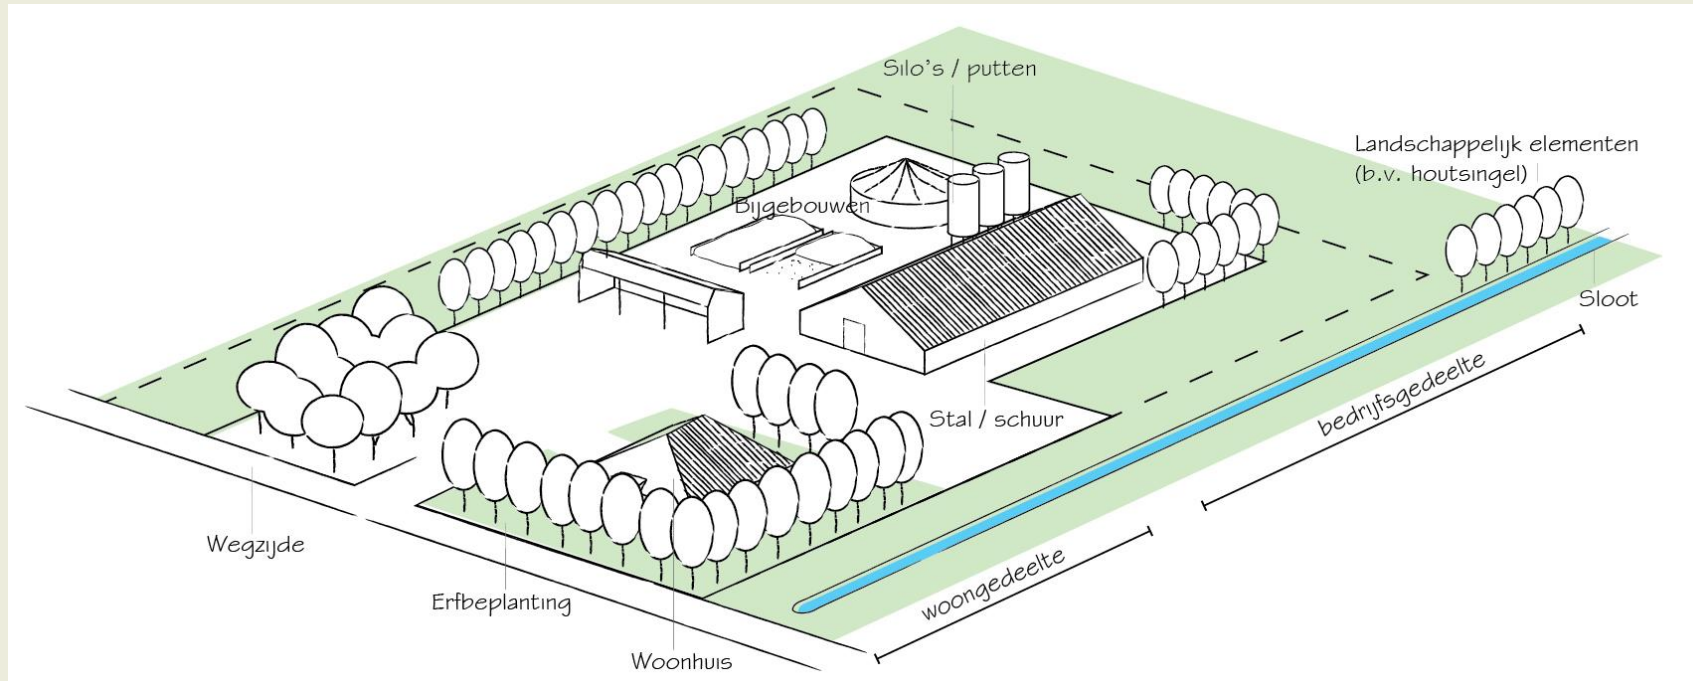 Silo's / putten
Landschappelijk elementen
(b.v. houtsingel)
Bijgebouwen
Sloot
bedrijfsgedeelte
Stal / schuur
Wegzijde
woongedeelte
Erfbeplanting
Woonhuis